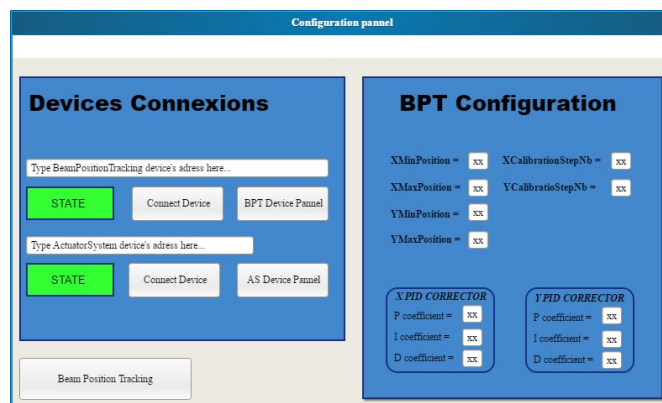 Configuration pannel
Devices Connexions
Type BeamPositionTracking device's adress here...
STATE
Connect Device
BPT Device Pannel
Type ActuatorSystem device's adress here...
STATE
Connect Device
AS Device Pannel
Beam Position Tracking
BPT Configuration
XMinPosition = xx XCalibrationStepNb = xx
XMaxPosition = xx YCalibratioStepNb = xx
YMinPosition = xx
YMaxPosition = xx
X PID CORRECTOR
P coefficient = xx
I coefficient = xx
D coefficient = xx
Y PID CORRECTOR
P coefficient = xx
I coefficient = xx
D coefficient = xx